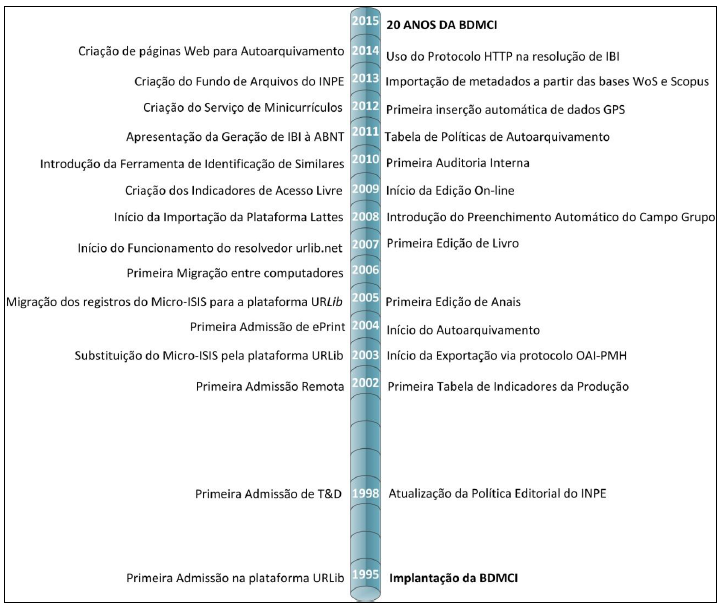 2015 20 ANOS DA BDMCI
Criação de páginas Web para Autoarquivamento 2014 Uso do Protocolo HTTP na resolução de IBI
Criação do Fundo de Arquivos do INPE 2013 Importação de metadados a partir das bases WoS e Scopus
Criação do Serviço de Minicurrículos 2012 Primeira inserção automática de dados GPS
Apresentação da Geração de IBI à ABNT 2011 Tabela de Políticas de Autoarquivamento
Introdução da Ferramenta de Identificação de Similares 2010 Primeira Auditoria Interna
Criação dos Indicadores de Acesso Livre 2009 Início da Edição On-line
Início da Importação da Plataforma Lattes 2008 Introdução do Preenchimento Automático do Campo Grupo
Início do Funcionamento do resolvedor urlib.net 2007 Primeira Edição de Livro
Primeira Migração entre computadores 2006
Migração dos registros do Micro-ISIS para a plataforma URLib 2005 Primeira Edição de Anais
Primeira Admissão de ePrint 2004 Início do Autoarquivamento
Substituição do Micro-ISIS pela plataforma URLib 2003 Início da Exportação via protocolo OAI-PMH
Primeira Admissão Remota 2002 Primeira Tabela de Indicadores da Produção
Primeira Admissão de T&D 1998 Atualização da Política Editorial do INPE
Primeira Admissão na plataforma URLib 1995 Implantação da BDMCI